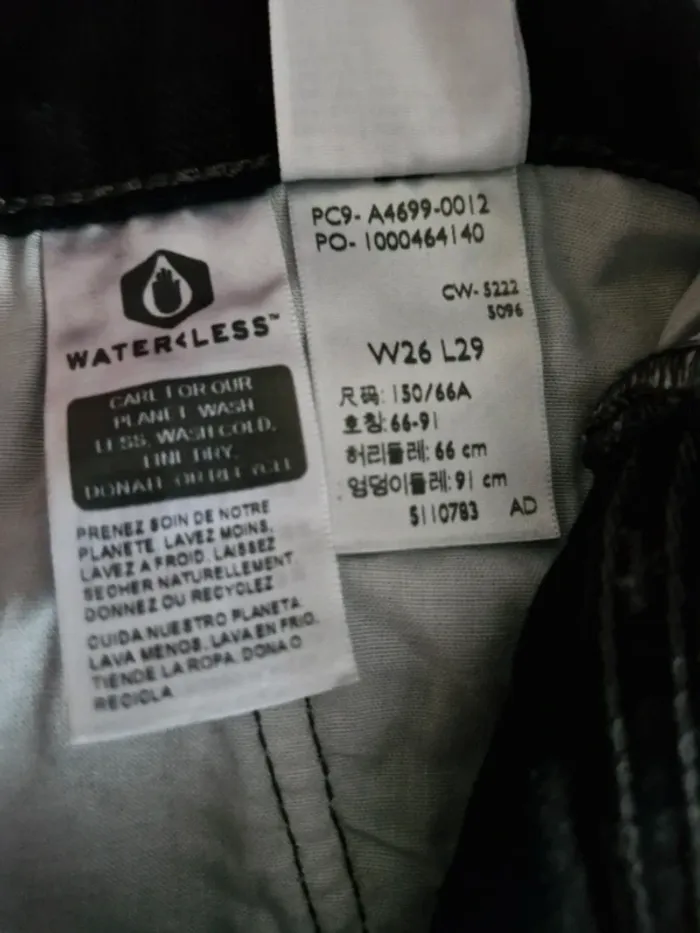 WATER<LESS™
CARE FOR OUR
PLANET WASH
LESS, WASH COLD,
LINE DRY,
DONATE OR RECYCLE
PRENEZ SOIN DE NOTRE
PLANETE. LAVEZ MOINS.
LAVEZ A FROID. LAISSEZ
SECHER NATURELLEMENT
DONNEZ OU RECYCLEZ
CUIDA NUESTRO PLANETA.
LAVA MENOS. LAVA EN FRIO.
TIENDE LA ROPA. DONA O
RECICLA
PC9- A4699-0012
PO- 1000464140
CW- 5222
5096
W26 L29
尺码: 150/66A
호칭: 66-91
허리둘레: 66 cm
엉덩이둘레: 91 cm
5110783 AD